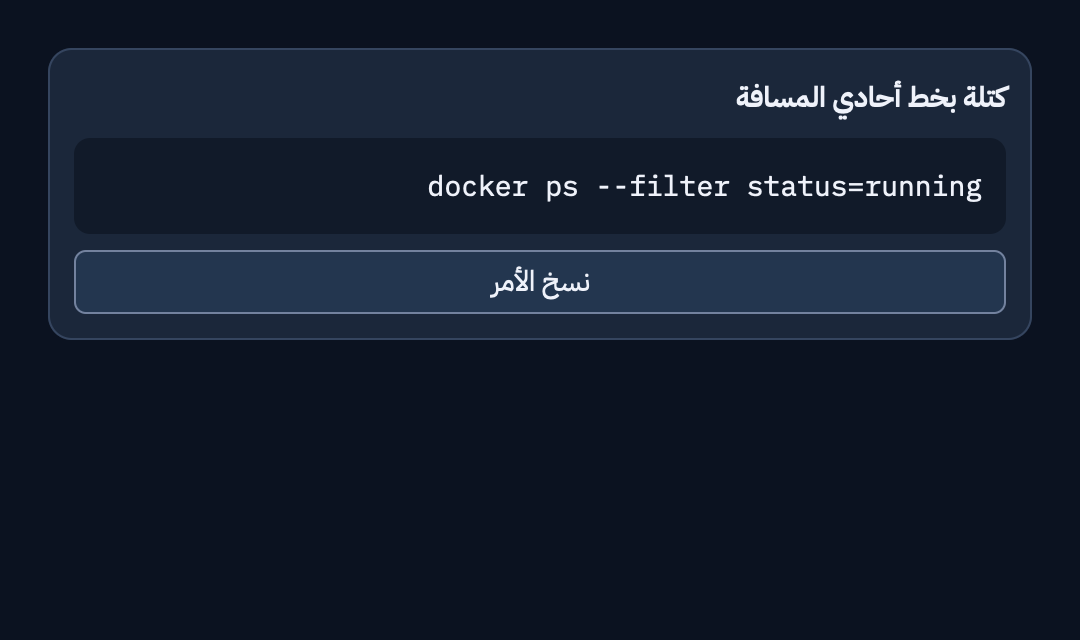 كتلة بخط أحادي المسافة
docker ps --filter status=running
نسخ الأمر